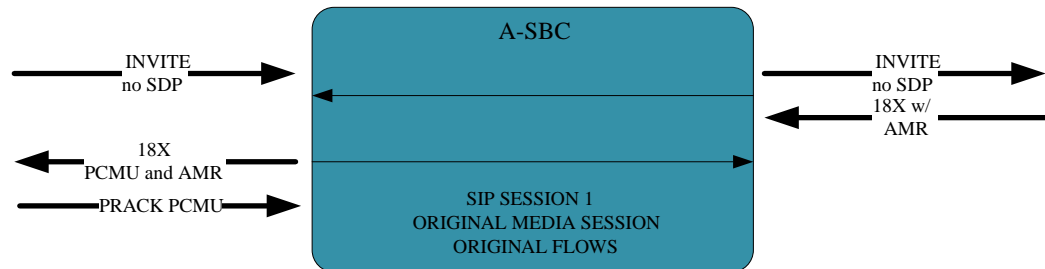 A-SBC
INVITE
no SDP
INVITE
no SDP
18X w/
AMR
18X
PCMU and AMR
PRACK PCMU
SIP SESSION 1
ORIGINAL MEDIA SESSION
ORIGINAL FLOWS